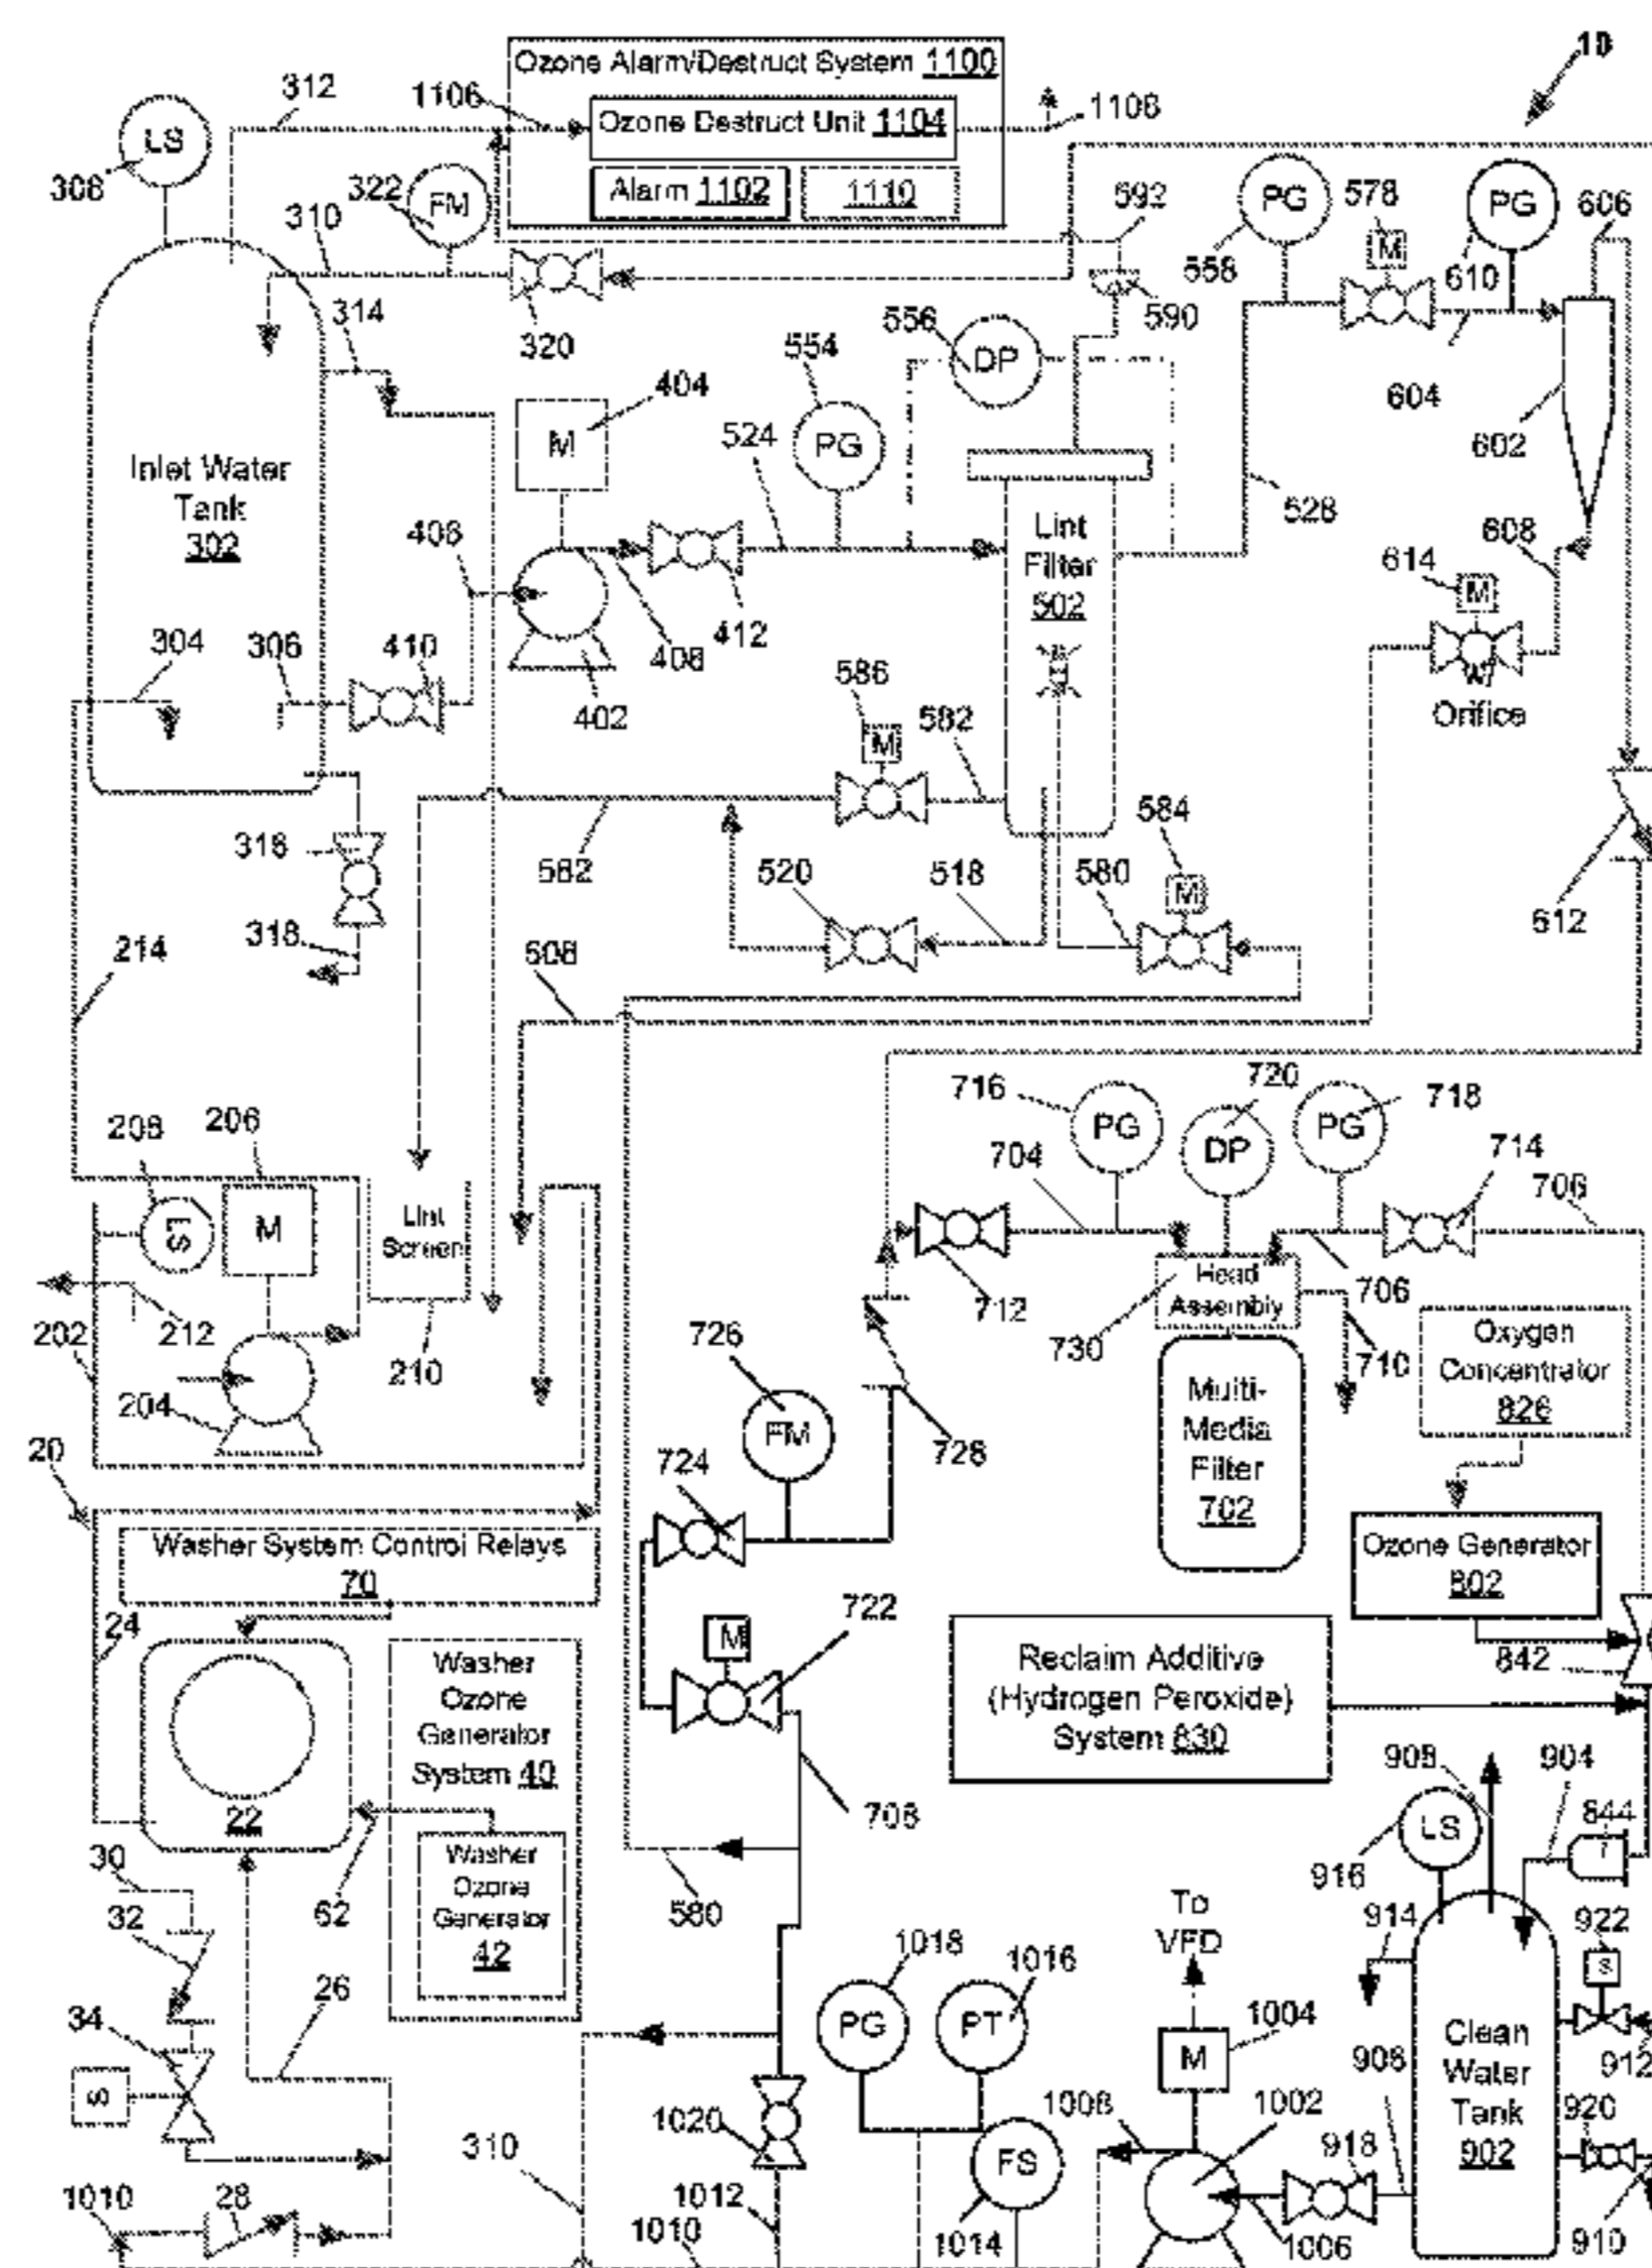 10
Ozone Alarm/Destruct System 1100
312
1106
Ozone Destruct Unit 1104
1108
LS
308
322
FM
Alarm 1102
1110
592
PG
578
PG
606
310
M
558
610
314
320
590
556
DP
554
604
404
M
524
PG
602
Inlet Water
Tank
302
406
Lint
Filter
502
528
608
614
M
304
306
410
408
412
W/
Orifice
402
586
M
582
584
316
582
520
518
580
M
612
318
214
608
716
720
718
PG
DP
PG
208
206
704
714
708
LS
M
Lint
Screen
Head
Assembly
706
712
202
212
730
710
Oxygen
Concentrator
826
210
726
204
FM
Multi-
Media
Filter
702
728
20
724
Ozone Generator
802
Washer System Control Relays
70
722
24
M
842
Washer
Ozone
Generator
System 40
Reclaim Additive
(Hydrogen Peroxide)
System 830
708
22
908
904
844
LS
916
30
Washer
Ozone
Generator
42
62
580
32
To
VFD
914
922
S
1018
1016
26
34
PG
PT
1004
M
Clean
Water
Tank
902
906
912
S
1008
1002
920
1020
310
FS
918
1010
28
1012
1010
1014
1006
910